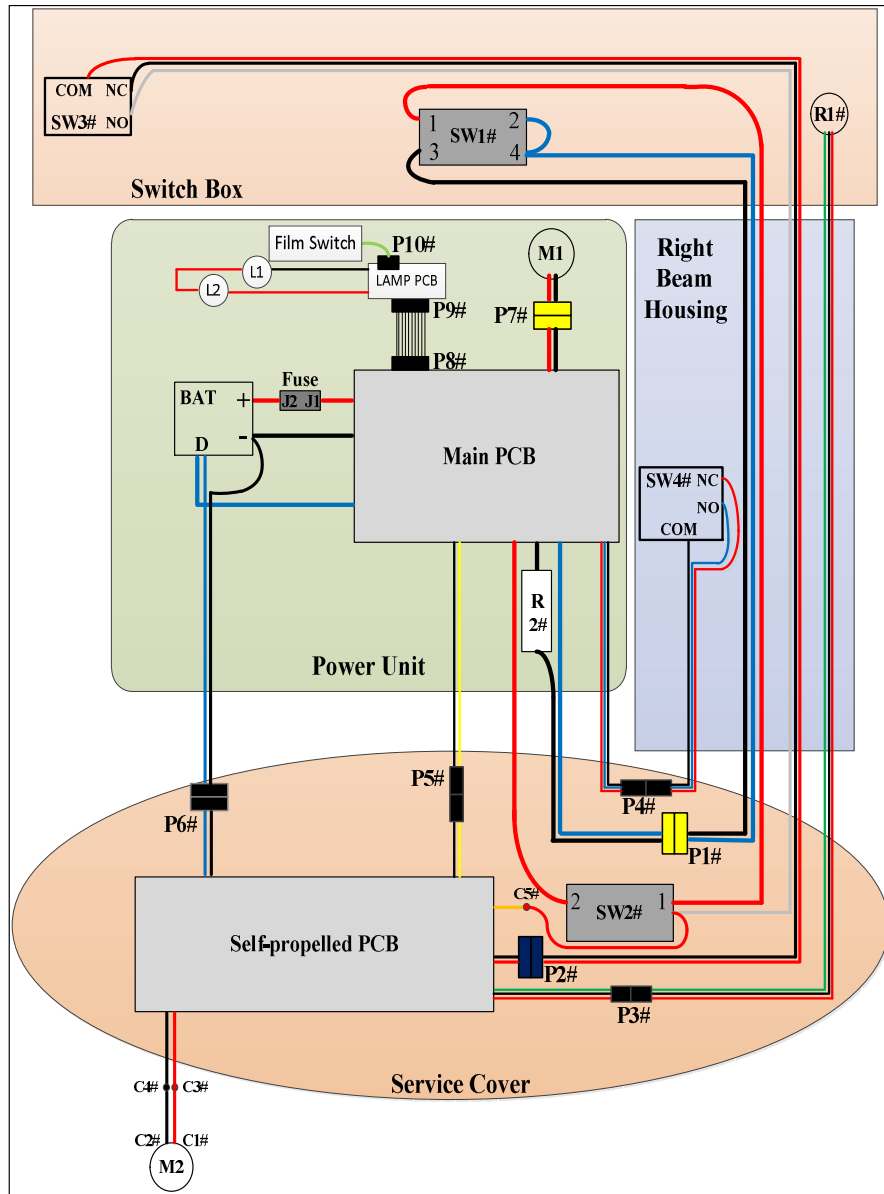 COM NC
SW3# NO
1 2
SW1#
3 4
R1#
Switch Box
Film Switch
P10#
M1
L1
L2
LAMP PCB
P9#
P7#
Right
Beam
Housing
P8#
Fuse
BAT +
J2 J1
-
D
Main PCB
SW4# NC
NO
COM
R
2#
Power Unit
P5#
P4#
P6#
P1#
C5#
2 1
SW2#
Self-propelled PCB
P2#
P3#
Service Cover
C4# C3#
C2# C1#
M2